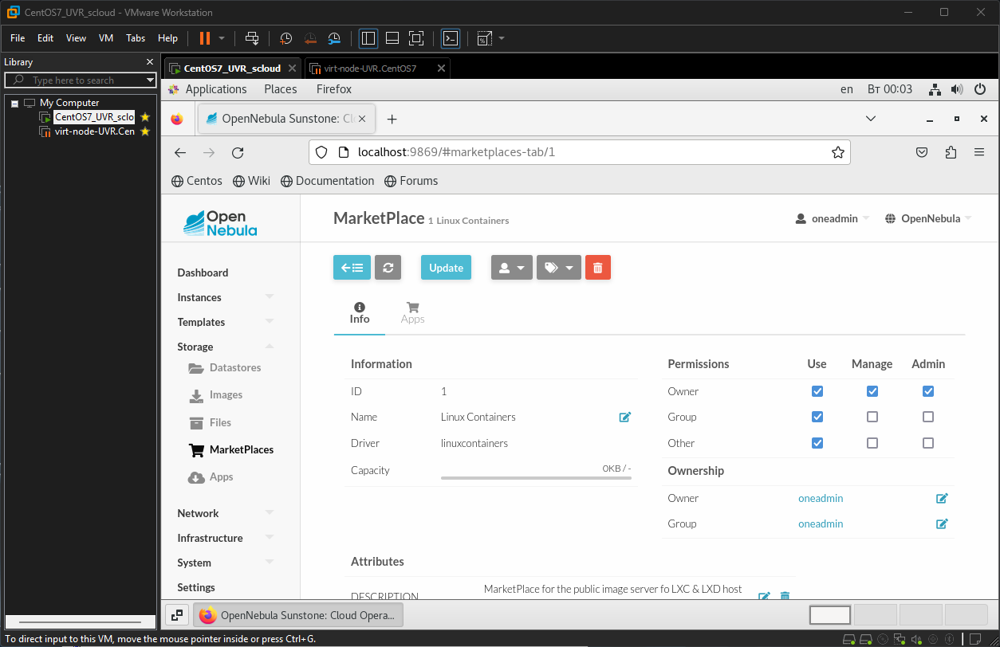 CentOS7_UVR_scloud - VMware Workstation
File Edit View VM Tabs Help
Library
Type here to search
My Computer
CentOS7_UVR_sclo
virt-node-UVR.Cen
CentOS7_UVR_scloud
virt-node-UVR.CentOS7
Applications Places Firefox en Вт 00:03
OpenNebula Sunstone: Cl
localhost:9869/#marketplaces-tab/1
Centos Wiki Documentation Forums
Open Nebula
MarketPlace 1 Linux Containers
oneadmin OpenNebula
Dashboard
Instances
Templates
Storage
Datastores
Images
Files
MarketPlaces
Apps
Network
Infrastructure
System
Settings
Update
Info Apps
Information
ID 1
Name Linux Containers
Driver linuxcontainers
Capacity 0KB / -
Permissions Use Manage Admin
Owner
Group
Other
Ownership
Owner oneadmin
Group oneadmin
Attributes
DESCRIPTION MarketPlace for the public image server fo LXC & LXD host
OpenNebula Sunstone: Cloud Opera...
To direct input to this VM, move the mouse pointer inside or press Ctrl+G.